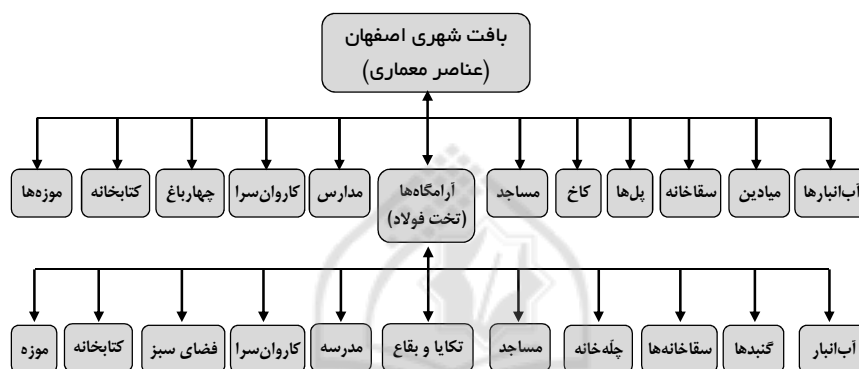 بافت شهری اصفهان
(عناصر معماری)
آب‌انبارها
میادین
سقاخانه
پل‌ها
کاخ
مساجد
آرامگاه‌ها
(تخت فولاد)
مدارس
کاروان‌سرا
چهارباغ
کتابخانه
موزه‌ها
آب‌انبار
گنبدها
سقاخانه‌ها
چلّه‌خانه
مساجد
تکایا و بقاع
مدرسه
کاروان‌سرا
فضای سبز
کتابخانه
موزه